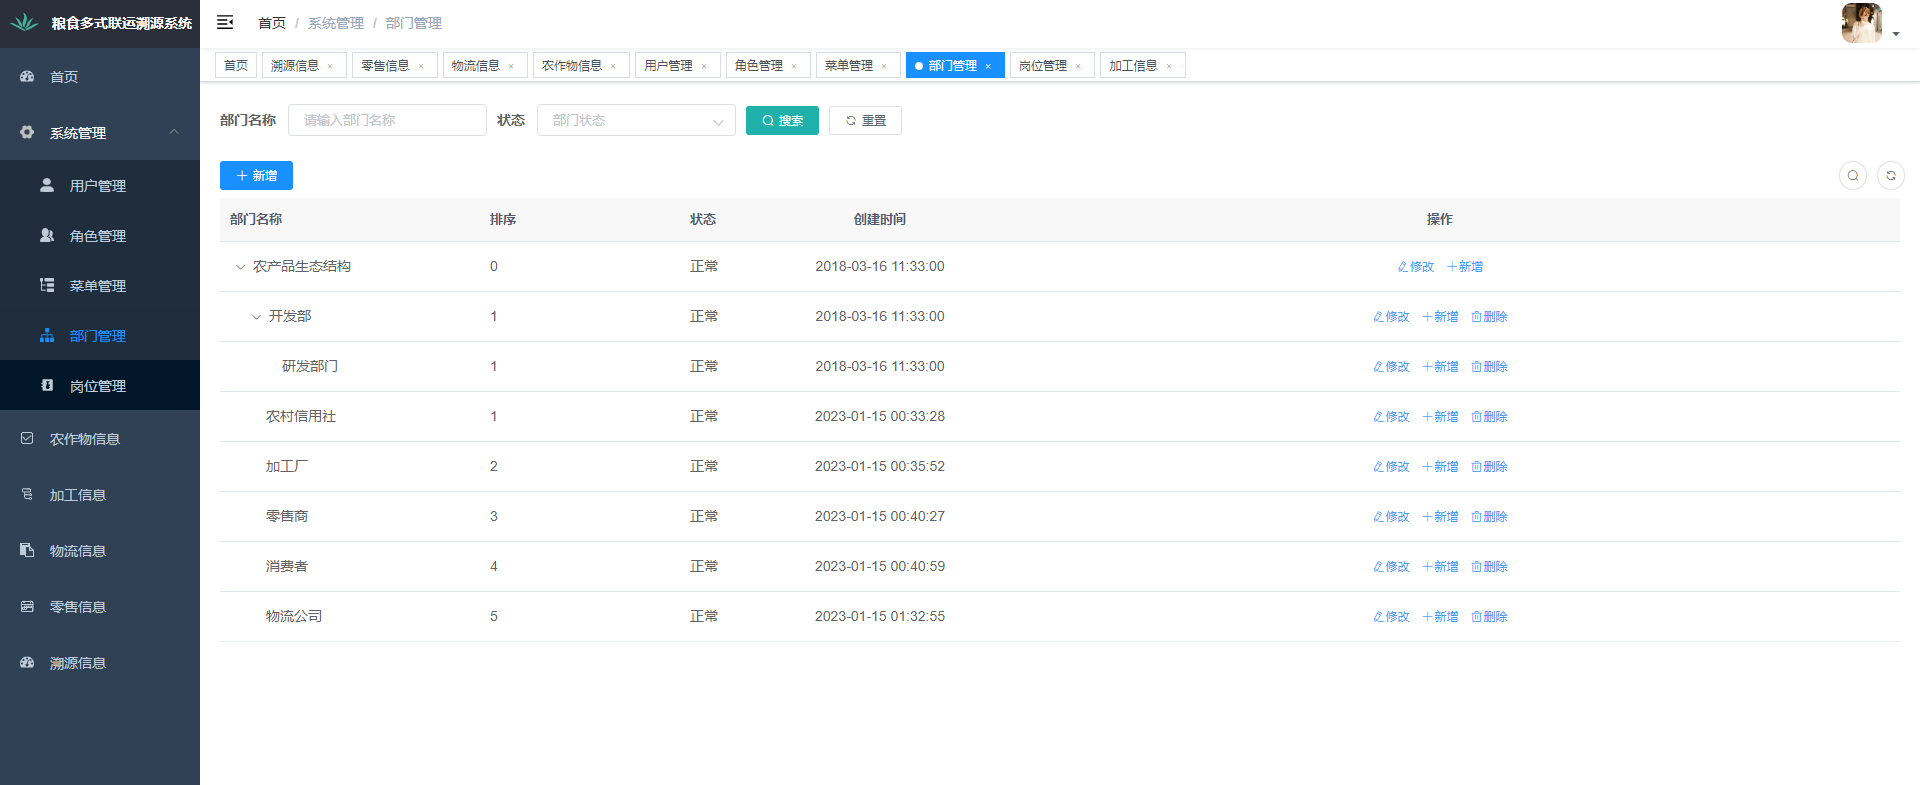 粮食多式联运溯源系统
首页 / 系统管理 / 部门管理
首页
系统管理
用户管理
角色管理
菜单管理
部门管理
岗位管理
农作物信息
加工信息
物流信息
零售信息
溯源信息
首页 溯源信息 × 零售信息 × 物流信息 × 农作物信息 × 用户管理 × 角色管理 × 菜单管理 × 部门管理 × 岗位管理 × 加工信息 ×
部门名称 请输入部门名称 状态 部门状态 搜索 重置
新增
部门名称 排序 状态 创建时间 操作
农产品生态结构 0 正常 2018-03-16 11:33:00 修改 新增
开发部 1 正常 2018-03-16 11:33:00 修改 新增 删除
研发部门 1 正常 2018-03-16 11:33:00 修改 新增 删除
农村信用社 1 正常 2023-01-15 00:33:28 修改 新增 删除
加工厂 2 正常 2023-01-15 00:35:52 修改 新增 删除
零售商 3 正常 2023-01-15 00:40:27 修改 新增 删除
消费者 4 正常 2023-01-15 00:40:59 修改 新增 删除
物流公司 5 正常 2023-01-15 01:32:55 修改 新增 删除